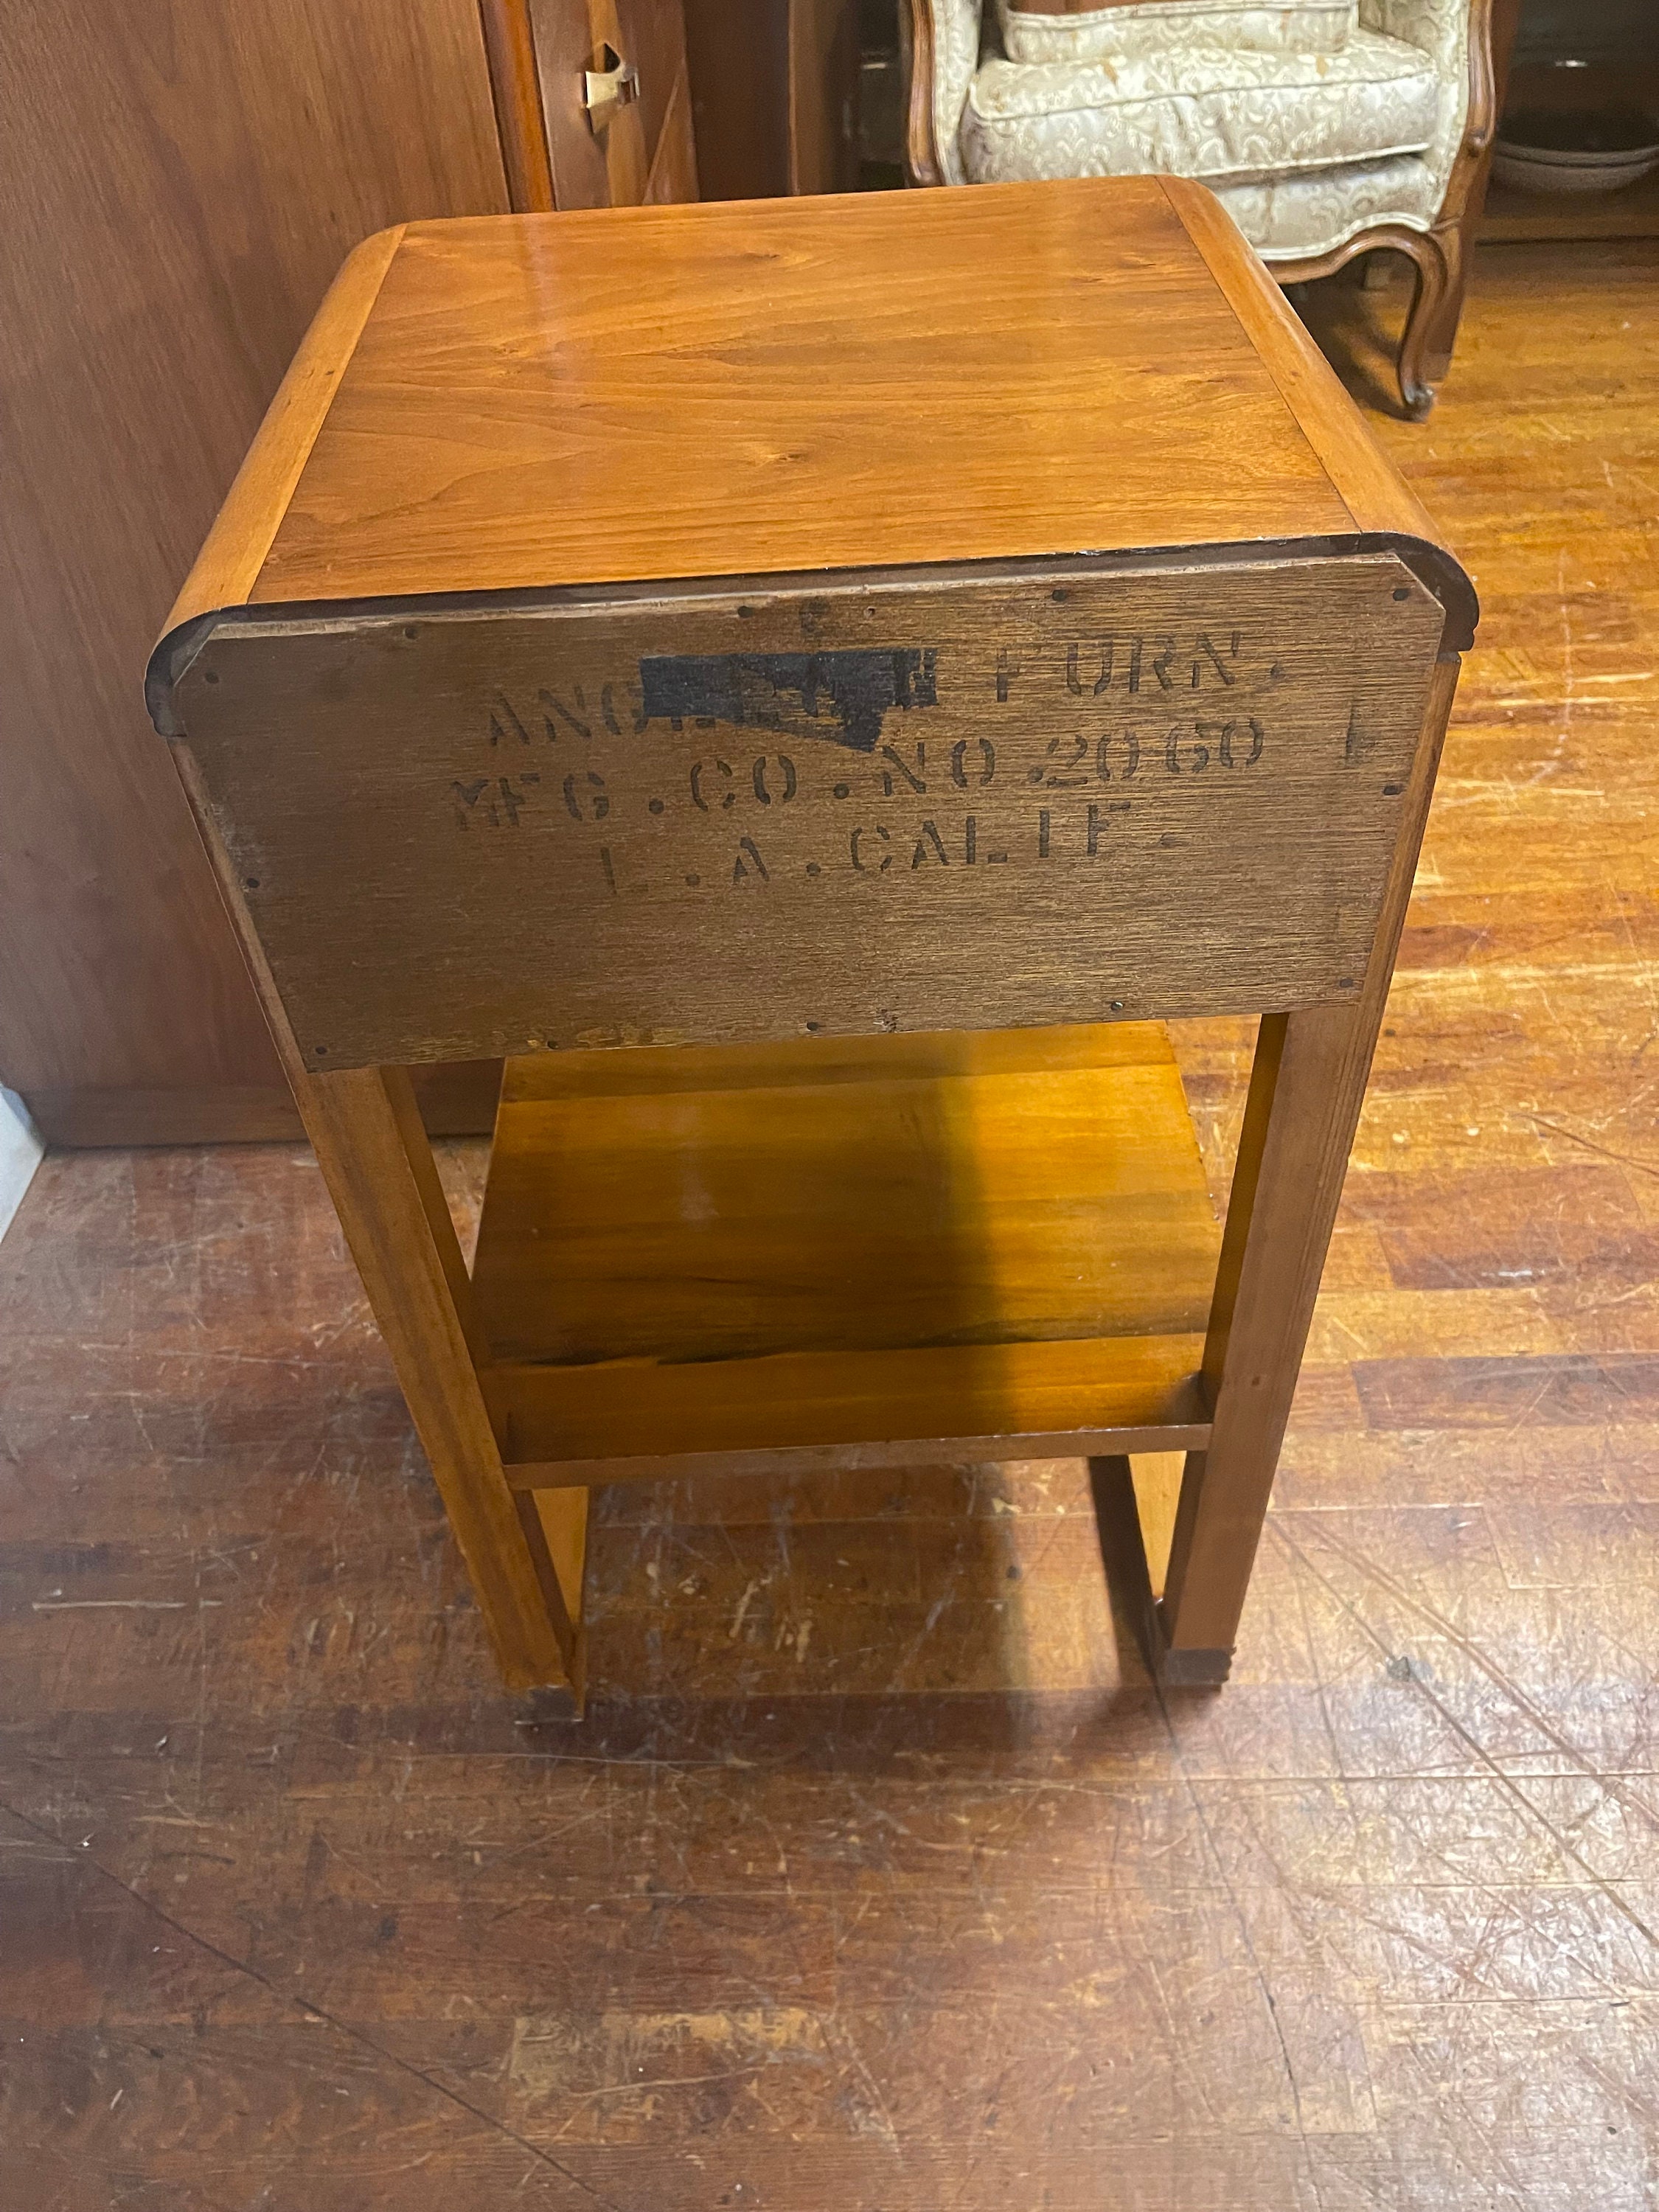 FURN.
MFG. CO. NO. 2060
L. A. CALIF.